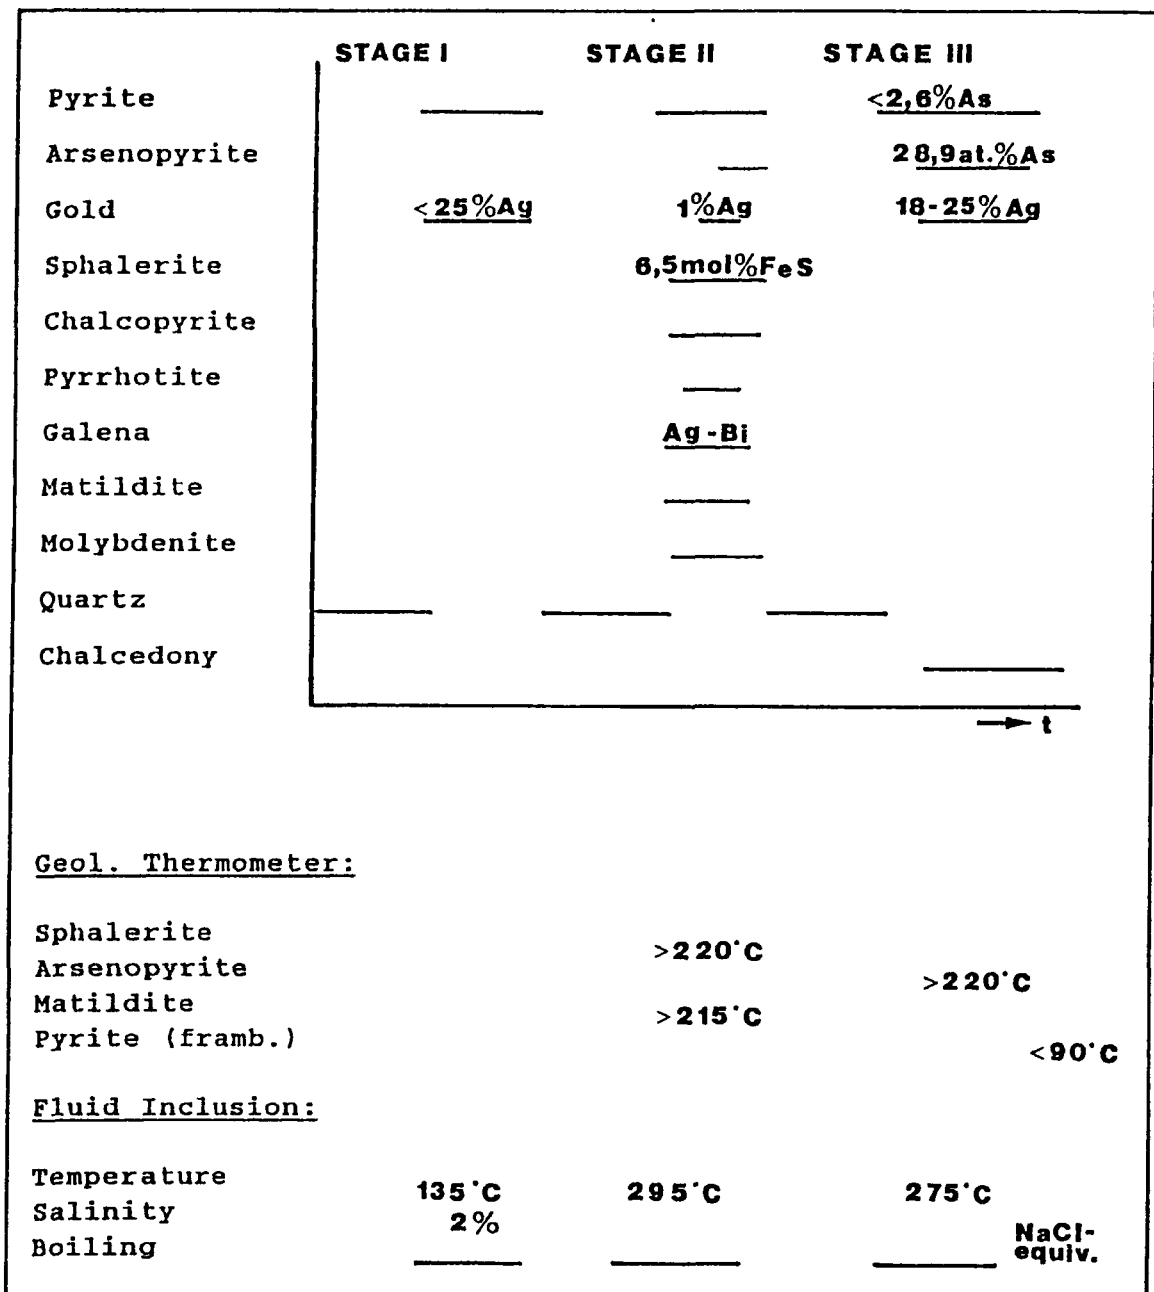 STAGE I STAGE II STAGE III
Pyrite <2,6%As
Arsenopyrite 28,9at.%As
Gold <25%Ag 1%Ag 18-25%Ag
Sphalerite 6,5mol%FeS
Chalcopyrite
Pyrrhotite
Galena Ag-Bi
Matildite
Molybdenite
Quartz
Chalcedony
t
Geol. Thermometer:
Sphalerite >220°C
Arsenopyrite >220°C
Matildite >215°C
Pyrite (framb.) <90°C
Fluid Inclusion:
Temperature 135°C 295°C 275°C
Salinity 2% NaCl-
Boiling equiv.